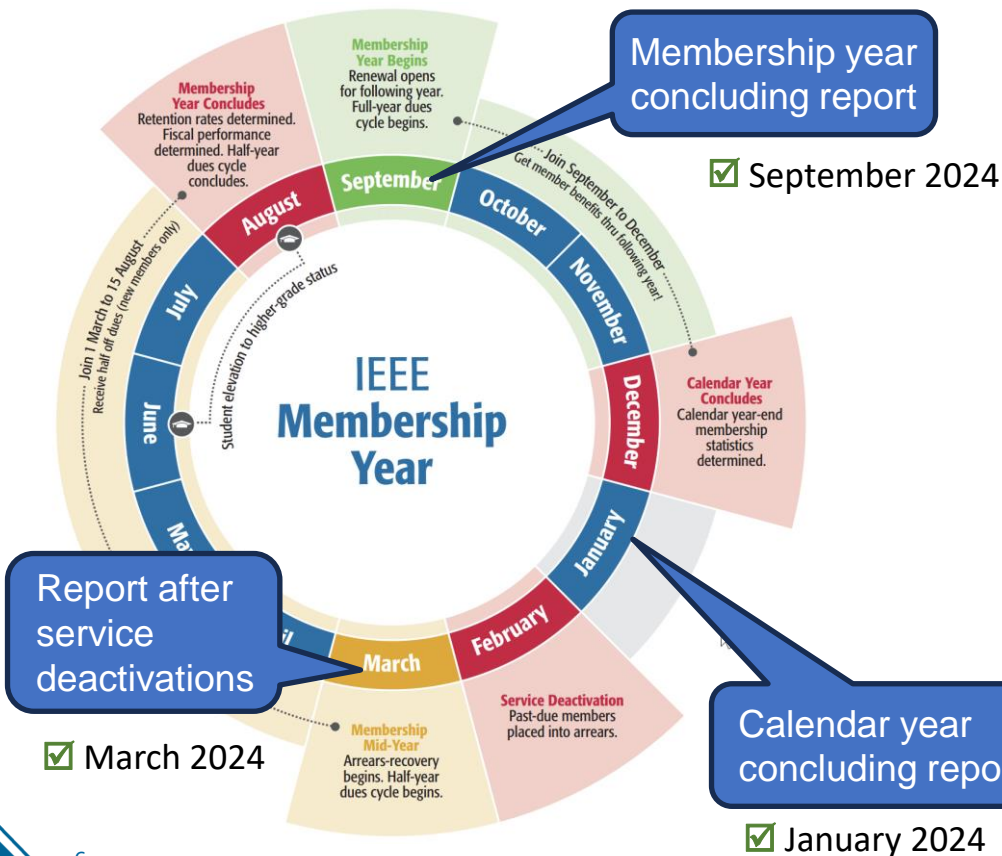 Membership
Year Begins
Renewal opens
for following year.
Full-year dues
cycle begins.
Membership year
concluding report
☑ September 2024
Membership
Year Concludes
Retention rates determined.
Fiscal performance
determined. Half-year
dues cycle
concludes.
September
October
November
December
January
February
March
June
July
August
Join September to December
Get member benefits thru following year!
Join 1 March to 15 August
Receive half off dues (new members only)
Student elevation to higher-grade status
IEEE
Membership
Year
Calendar Year
Concludes
Calendar year-end
membership
statistics
determined.
Report after
service
deactivations
☑ March 2024
Membership
Mid-Year
Arrears-recovery
begins. Half-year
dues cycle begins.
Service Deactivation
Past-due members
placed into arrears.
Calendar year
concluding repo
☑ January 2024